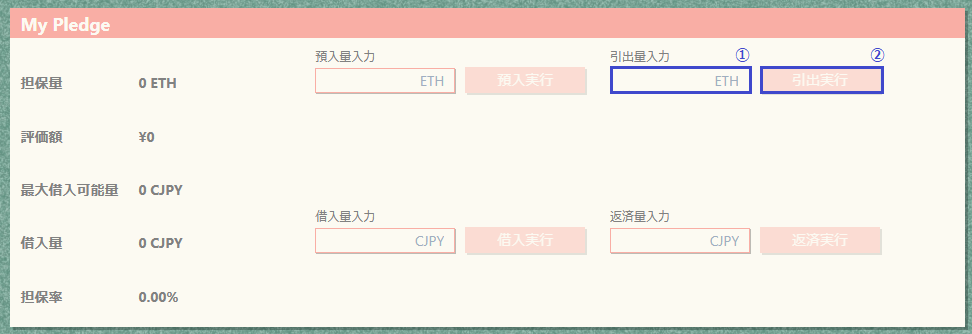 My Pledge
預入量入力
引出量入力 ①
②
担保量 0 ETH
ETH 預入実行
ETH 引出実行
評価額 ¥0
最大借入可能量 0 CJPY
借入量入力
返済量入力
借入量 0 CJPY
CJPY 借入実行
CJPY 返済実行
担保率 0.00%